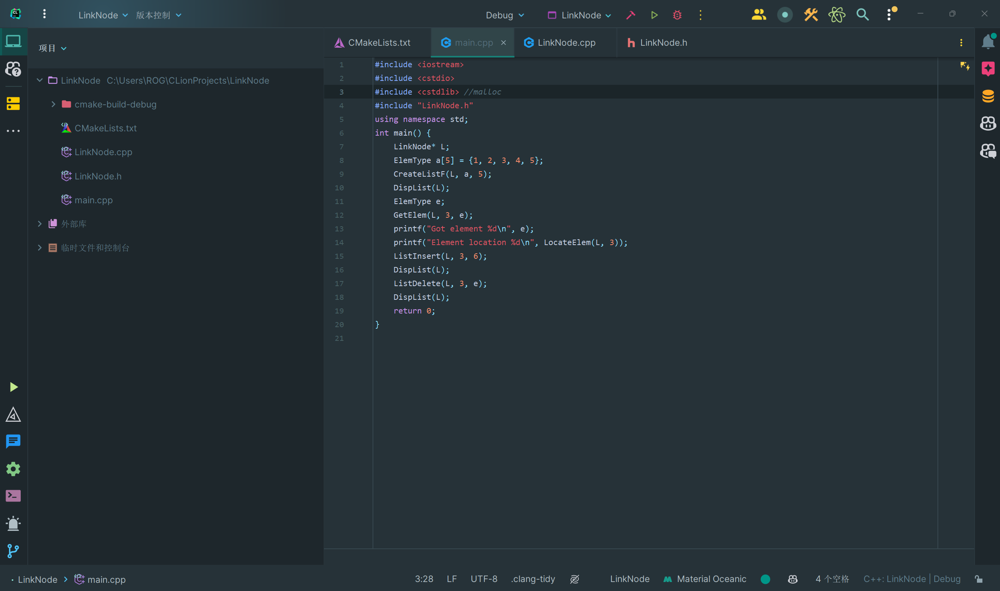 CL
LinkNode 版本控制 Debug LinkNode
项目
LinkNode C:\Users\ROG\CLionProjects\LinkNode
cmake-build-debug
CMakeLists.txt
LinkNode.cpp
LinkNode.h
main.cpp
外部库
临时文件和控制台
CMakeLists.txt main.cpp LinkNode.cpp LinkNode.h
1 #include <iostream>
2 #include <cstdio>
3 #include <cstdlib> //malloc
4 #include "LinkNode.h"
5 using namespace std;
6 int main() {
7     LinkNode* L;
8     ElemType a[5] = {1, 2, 3, 4, 5};
9     CreateListF(L, a, 5);
10     DispList(L);
11     ElemType e;
12     GetElem(L, 3, e);
13     printf("Got element %d\n", e);
14     printf("Element location %d\n", LocateElem(L, 3));
15     ListInsert(L, 3, 6);
16     DispList(L);
17     ListDelete(L, 3, e);
18     DispList(L);
19     return 0;
20 }
21
LinkNode main.cpp 3:28 LF UTF-8 .clang-tidy LinkNode Material Oceanic 4 个空格 C++: LinkNode | Debug